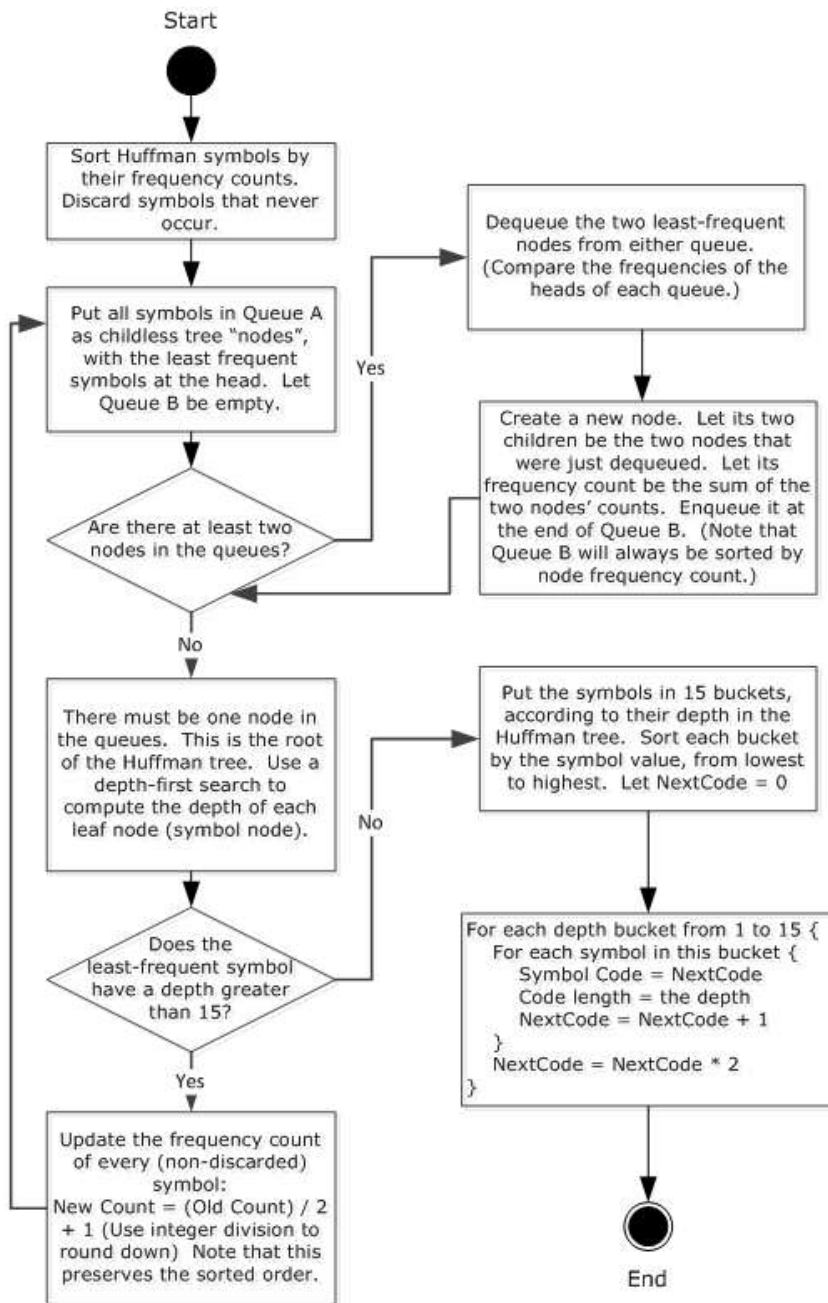 Start
Sort Huffman symbols by
their frequency counts.
Discard symbols that never
occur.
Put all symbols in Queue A
as childless tree “nodes”,
with the least frequent
symbols at the head.  Let
Queue B be empty.
Are there at least two
nodes in the queues?
Yes
Dequeue the two least-frequent
nodes from either queue.
(Compare the frequencies of the
heads of each queue.)
Create a new node.  Let its two
children be the two nodes that
were just dequeued.  Let its
frequency count be the sum of the
two nodes’ counts.  Enqueue it at
the end of Queue B.  (Note that
Queue B will always be sorted by
node frequency count.)
No
There must be one node in
the queues.  This is the root
of the Huffman tree.  Use a
depth-first search to
compute the depth of each
leaf node (symbol node).
Does the
least-frequent symbol
have a depth greater
than 15?
Yes
Update the frequency count
of every (non-discarded)
symbol:
New Count = (Old Count) / 2
+ 1 (Use integer division to
round down)  Note that this
preserves the sorted order.
No
Put the symbols in 15 buckets,
according to their depth in the
Huffman tree.  Sort each bucket
by the symbol value, from lowest
to highest.  Let NextCode = 0
For each depth bucket from 1 to 15 {
For each symbol in this bucket {
Symbol Code = NextCode
Code length = the depth
NextCode = NextCode + 1
}
NextCode = NextCode * 2
}
End